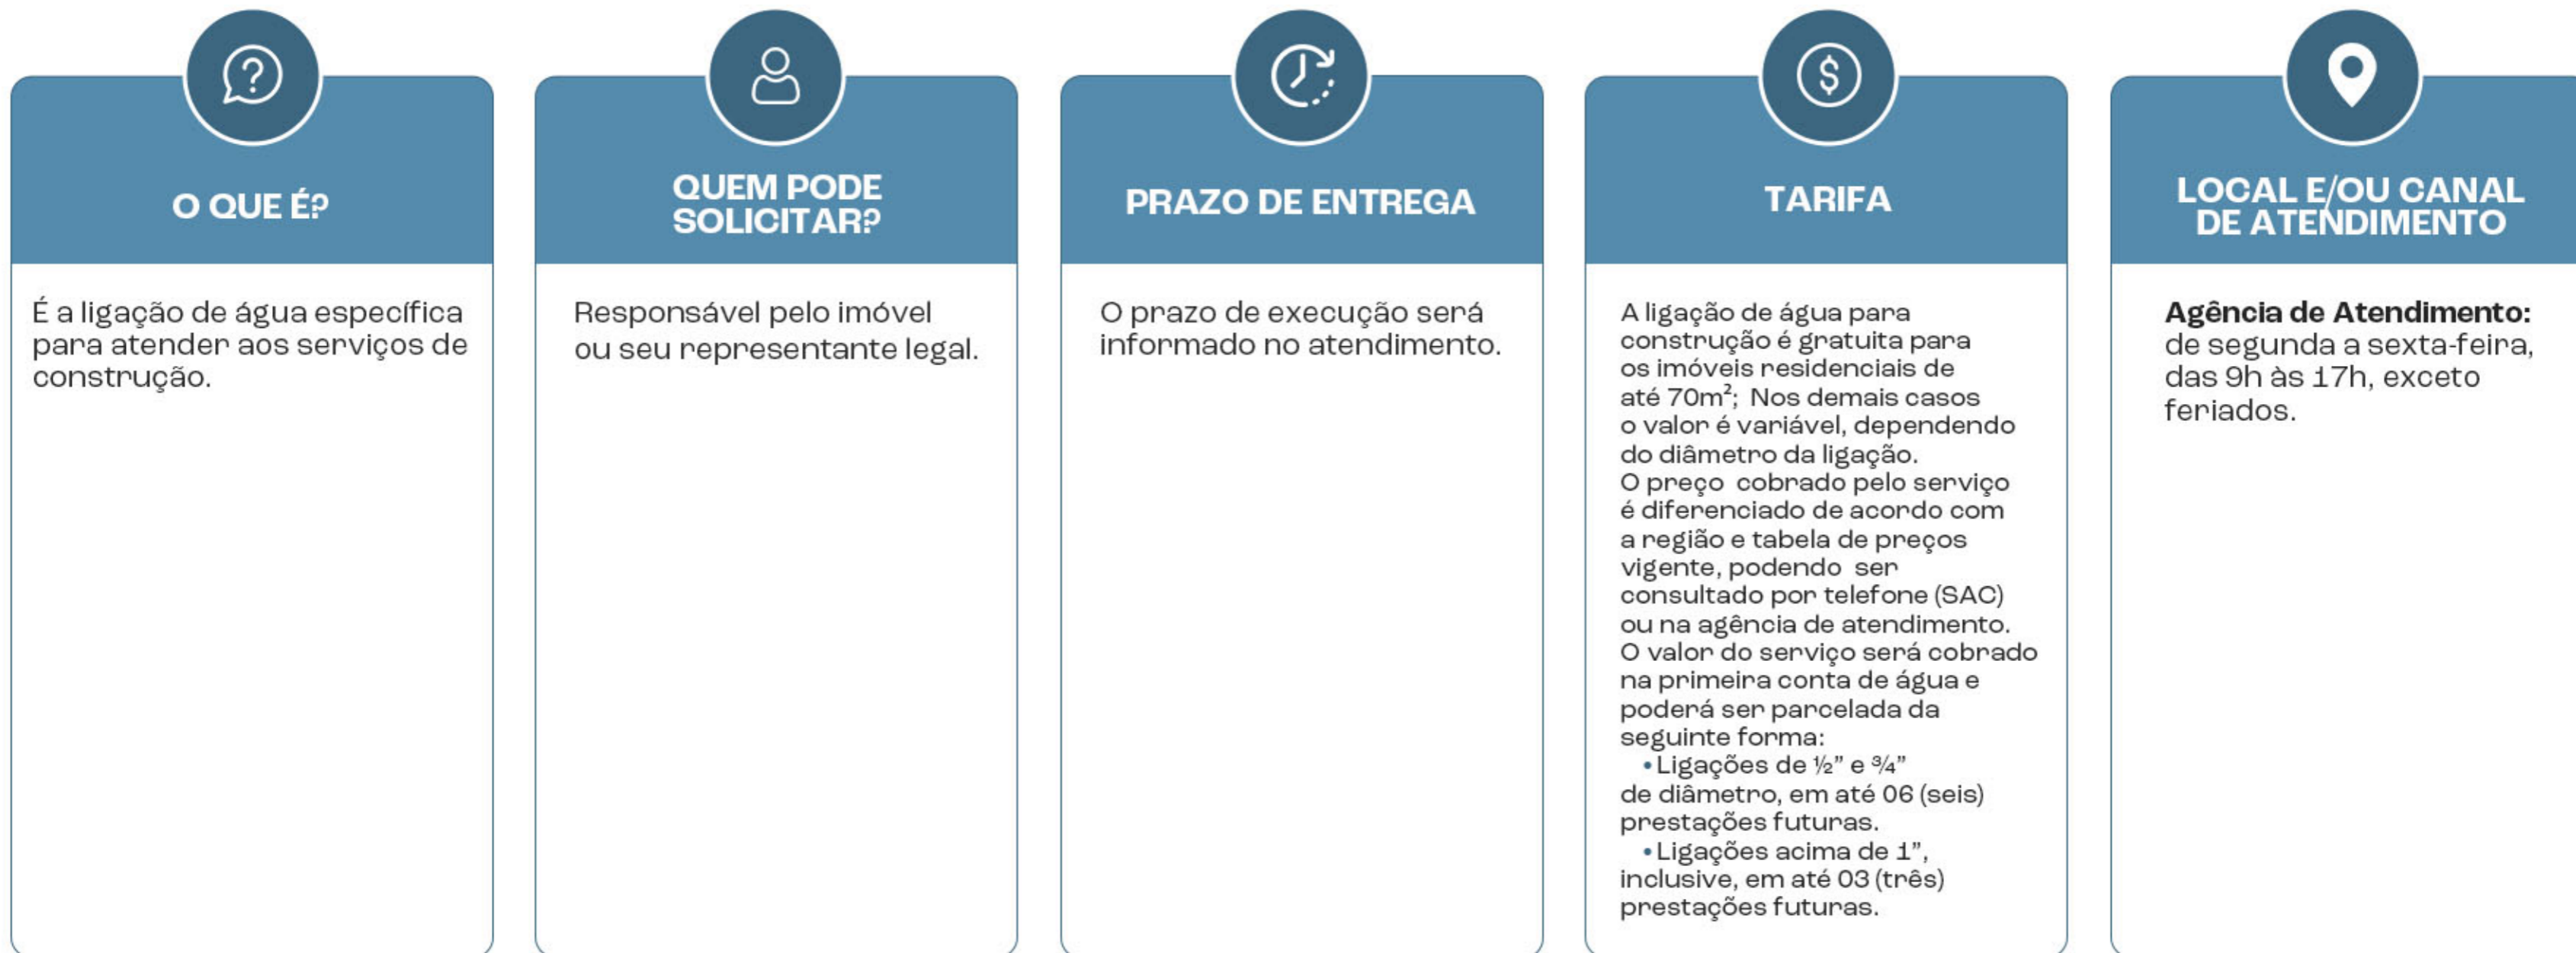 O QUE É?
É a ligação de água específica
para atender aos serviços de
construção.
QUEM PODE
SOLICITAR?
Responsável pelo imóvel
ou seu representante legal.
PRAZO DE ENTREGA
O prazo de execução será
informado no atendimento.
TARIFA
A ligação de água para
construção é gratuita para
os imóveis residenciais de
até 70m²; Nos demais casos
o valor é variável, dependendo
do diâmetro da ligação.
O preço cobrado pelo serviço
é diferenciado de acordo com
a região e tabela de preços
vigente, podendo ser
consultado por telefone (SAC)
ou na agência de atendimento.
O valor do serviço será cobrado
na primeira conta de água e
poderá ser parcelada da
seguinte forma:
•Ligações de ½” e ¾”
de diâmetro, em até 06 (seis)
prestações futuras.
•Ligações acima de 1”,
inclusive, em até 03 (três)
prestações futuras.
LOCAL E/OU CANAL
DE ATENDIMENTO
Agência de Atendimento:
de segunda a sexta-feira,
das 9h às 17h, exceto
feriados.